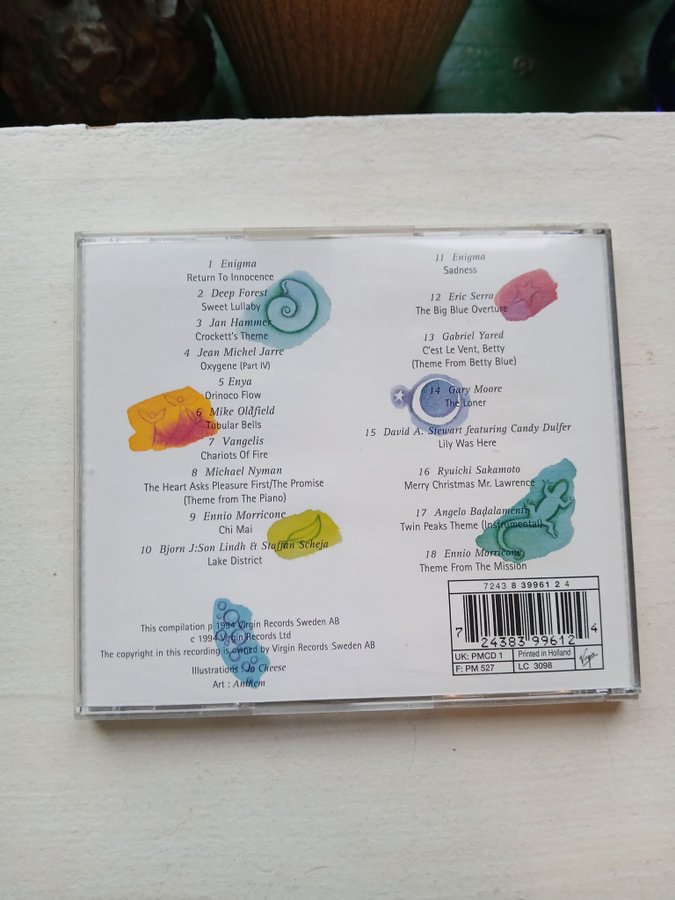 1 Enigma
Return To Innocence
2 Deep Forest
Sweet Lullaby
3 Jan Hammer
Crockett's Theme
4 Jean Michel Jarre
Oxygene (Part IV)
5 Enya
Orinoco Flow
6 Mike Oldfield
Tubular Bells
7 Vangelis
Chariots Of Fire
8 Michael Nyman
The Heart Asks Pleasure First/The Promise
(Theme from The Piano)
9 Ennio Morricone
Chi Mai
10 Bjorn J:Son Lindh & Staffan Scheja
Lake District
11 Enigma
Sadness
12 Eric Serra
The Big Blue Overture
13 Gabriel Yared
C'est Le Vent, Betty
(Theme From Betty Blue)
14 Gary Moore
The Loner
15 David A. Stewart featuring Candy Dulfer
Lily Was Here
16 Ryuichi Sakamoto
Merry Christmas Mr. Lawrence
17 Angelo Badalamenti
Twin Peaks Theme (Instrumental)
18 Ennio Morricone
Theme From The Mission
This compilation p 1994 Virgin Records Sweden AB
c 1994 Virgin Records Ltd
The copyright in this recording is owned by Virgin Records Sweden AB
Illustrations : Jo Cheese
Art : Anthem
7243 8 39961 2 4
7 24383 99612 4
UK: PMCD 1
Printed in Holland
F: PM 527
LC 3098
Virgin